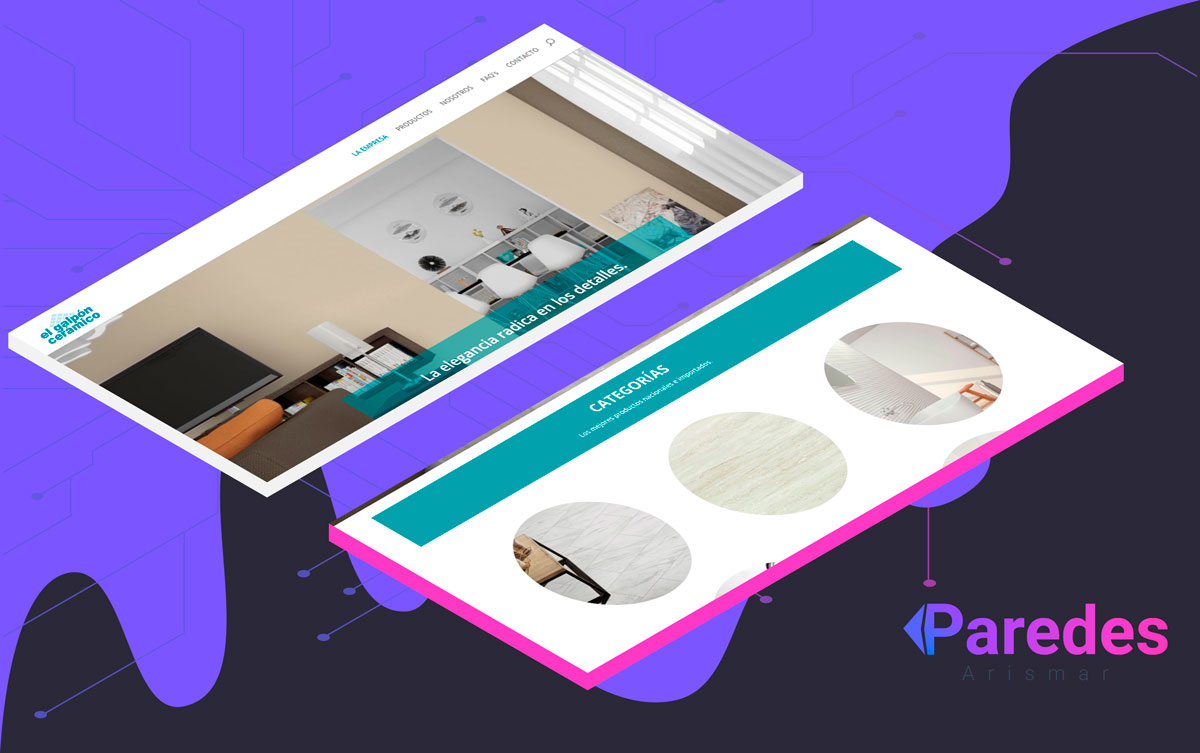 LA EMPRESA PRODUCTOS NOSOTROS FAQ's CONTACTO
el galpón
cerámico
La elegancia radica en los detalles.
CATEGORÍAS
Los mejores productos nacionales e importados.
Paredes
Arismar